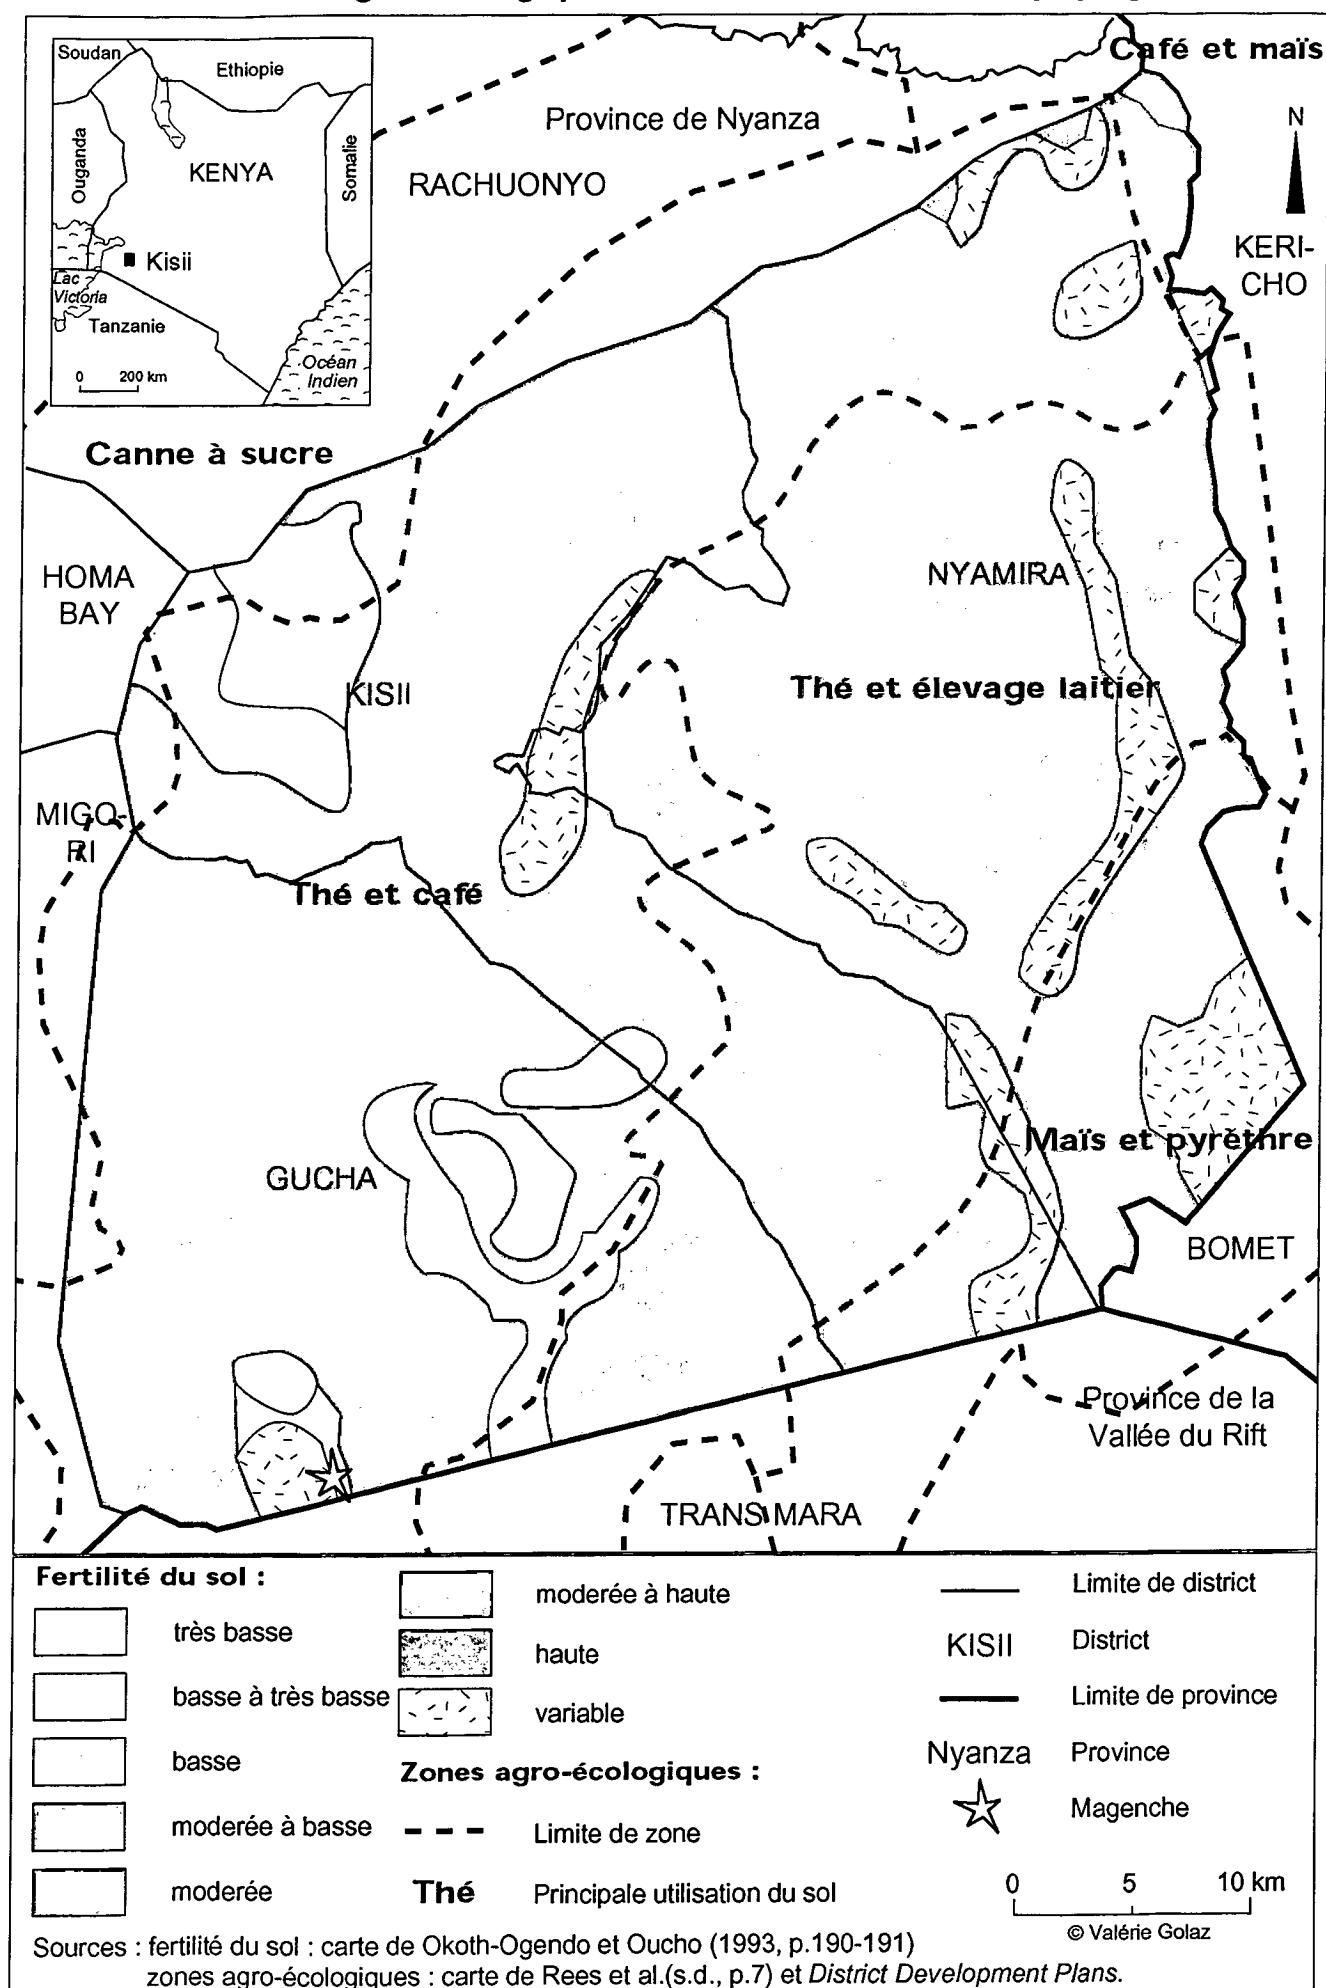 Café et maïs
Soudan
Ethiopie
Ouganda
KENYA
Somalie
Kisii
Lac
Victoria
Tanzanie
Océan
Indien
0 200 km
Province de Nyanza
RACHUONYO
N
KERI-
CHO
Canne à sucre
HOMA
BAY
NYAMIRA
KISII
Thé et élevage laitier
MIGO-
RI
Thé et café
GUCHA
Maïs et pyrèthre
BOMET
Province de la
Vallée du Rift
TRANS MARA
Fertilité du sol :
très basse
basse à très basse
basse
moderée à basse
moderée
moderée à haute
haute
variable
Zones agro-écologiques :
Limite de zone
Thé Principale utilisation du sol
Limite de district
KISII District
Limite de province
Nyanza Province
Magenche
0 5 10 km
© Valérie Golaz
Sources : fertilité du sol : carte de Okoth-Ogendo et Oucho (1993, p.190-191)
zones agro-écologiques : carte de Rees et al.(s.d., p.7) et District Development Plans.